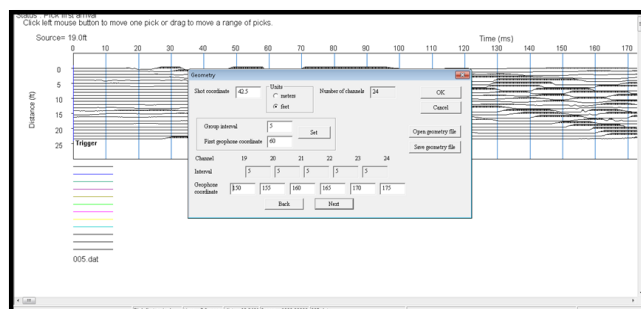 Status : Pick first arrival
Click left mouse button to move one pick or drag to move a range of picks.
Source= 19.0ft
Time (ms)
0 10 20 30 40 50 60 70 80 90 100 110 120 130 140 150 160 170
Distance (ft)
0
5
10
15
20
25
Trigger
005.dat
Geometry
Shot coordinate 42.5
Units
meters
feet
Number of channels 24
OK
Cancel
Group interval 5
First geophone coordinate 60
Set
Open geometry file
Save geometry file
Channel 19 20 21 22 23 24
Interval 5 5 5 5 5
Geophone coordinate 150 155 160 165 170 175
Back Next